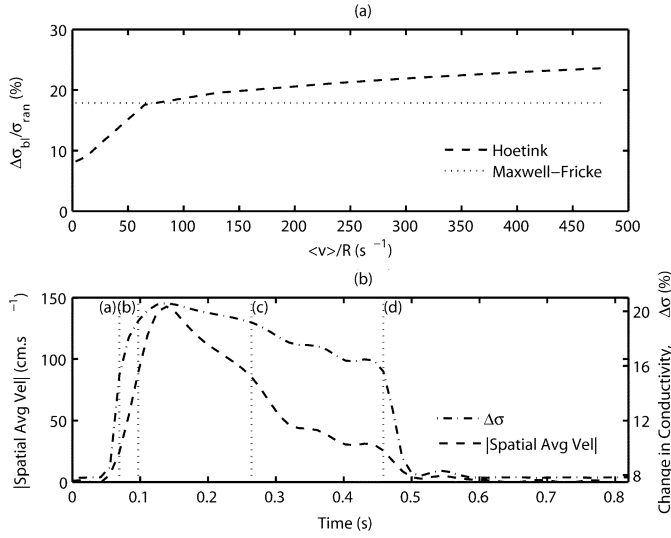 (a)
30
20
10
0
Δσbl/σran (%)
Hoetink
Maxwell−Fricke
0 50 100 150 200 250 300 350 400 450 500
<v>/R (s −1)
(b)
150
100
50
0
|Spatial Avg Vel| (cm.s −1)
(a) (b) (c) (d)
Δσ
|Spatial Avg Vel|
20
16
12
8
Change in Conductivity, Δσ (%)
0 0.1 0.2 0.3 0.4 0.5 0.6 0.7 0.8
Time (s)